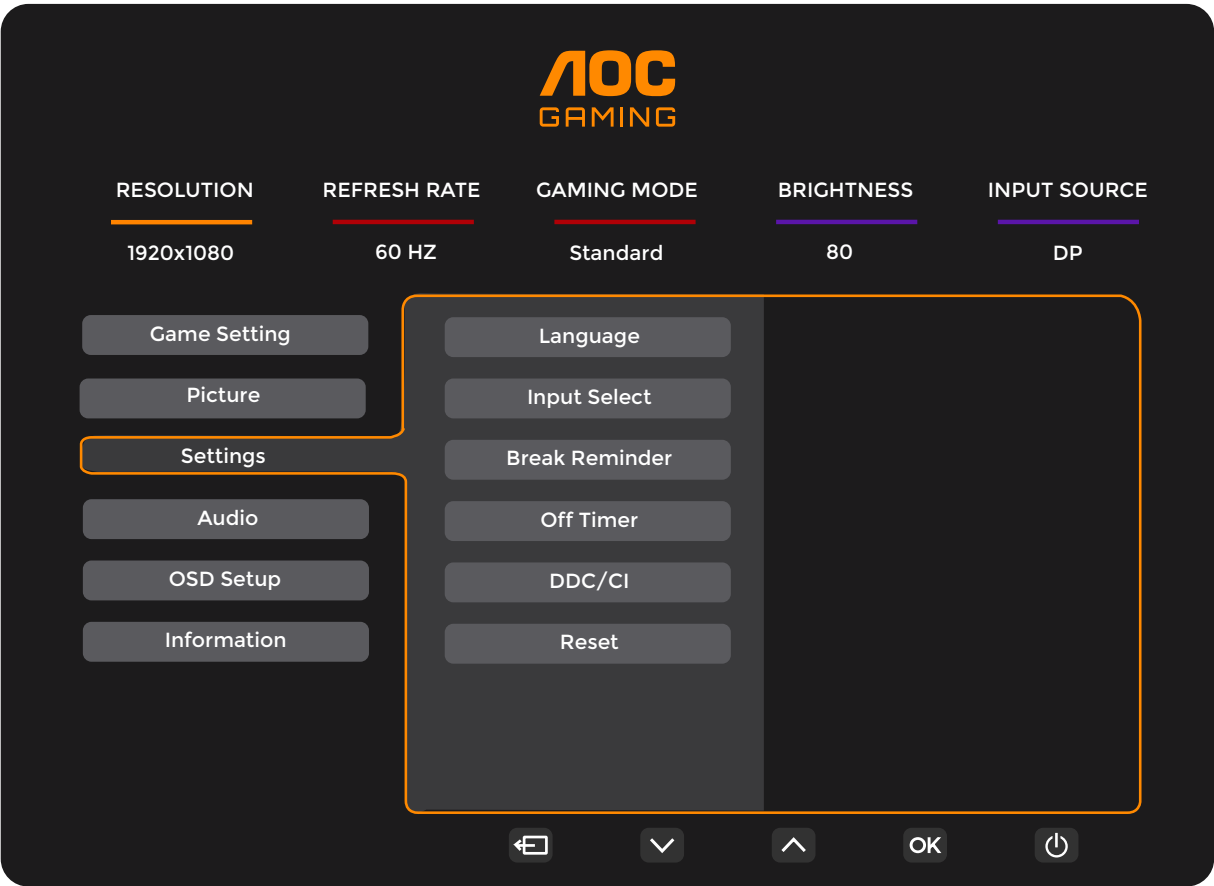 AOC
GAMING
RESOLUTION REFRESH RATE GAMING MODE BRIGHTNESS INPUT SOURCE
1920x1080 60 HZ Standard 80 DP
Game Setting Language
Picture Input Select
Settings Break Reminder
Audio Off Timer
OSD Setup DDC/CI
Information Reset
OK